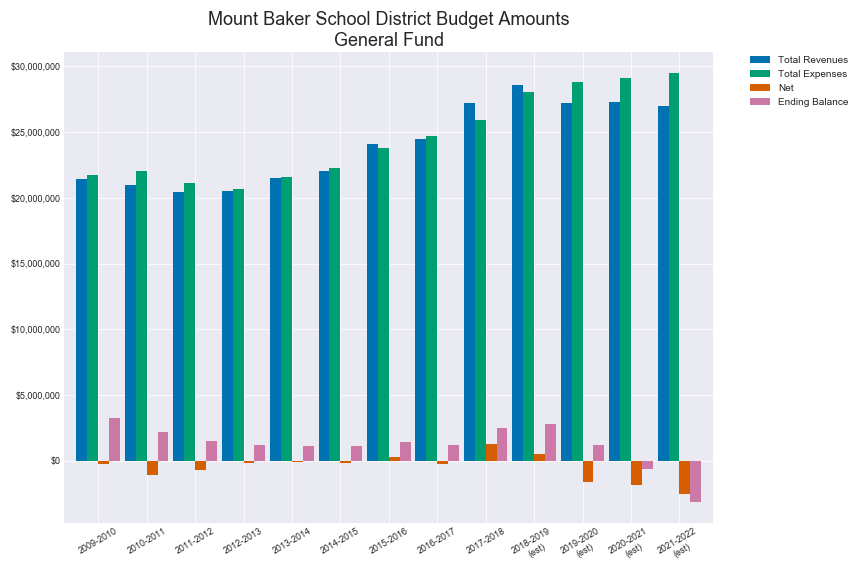 Mount Baker School District Budget Amounts
General Fund
Total Revenues
Total Expenses
Net
Ending Balance
$30,000,000
$25,000,000
$20,000,000
$15,000,000
$10,000,000
$5,000,000
$0
2009-2010
2010-2011
2011-2012
2012-2013
2013-2014
2014-2015
2015-2016
2016-2017
2017-2018
2018-2019
(est)
2019-2020
(est)
2020-2021
(est)
2021-2022
(est)